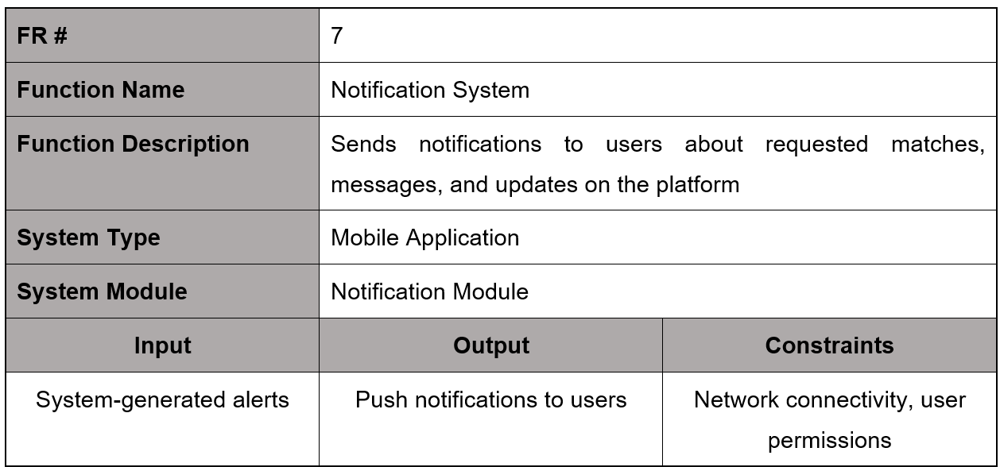 FR # 7
Function Name Notification System
Function Description Sends notifications to users about requested matches,
messages, and updates on the platform
System Type Mobile Application
System Module Notification Module
Input Output Constraints
System-generated alerts Push notifications to users Network connectivity, user
permissions